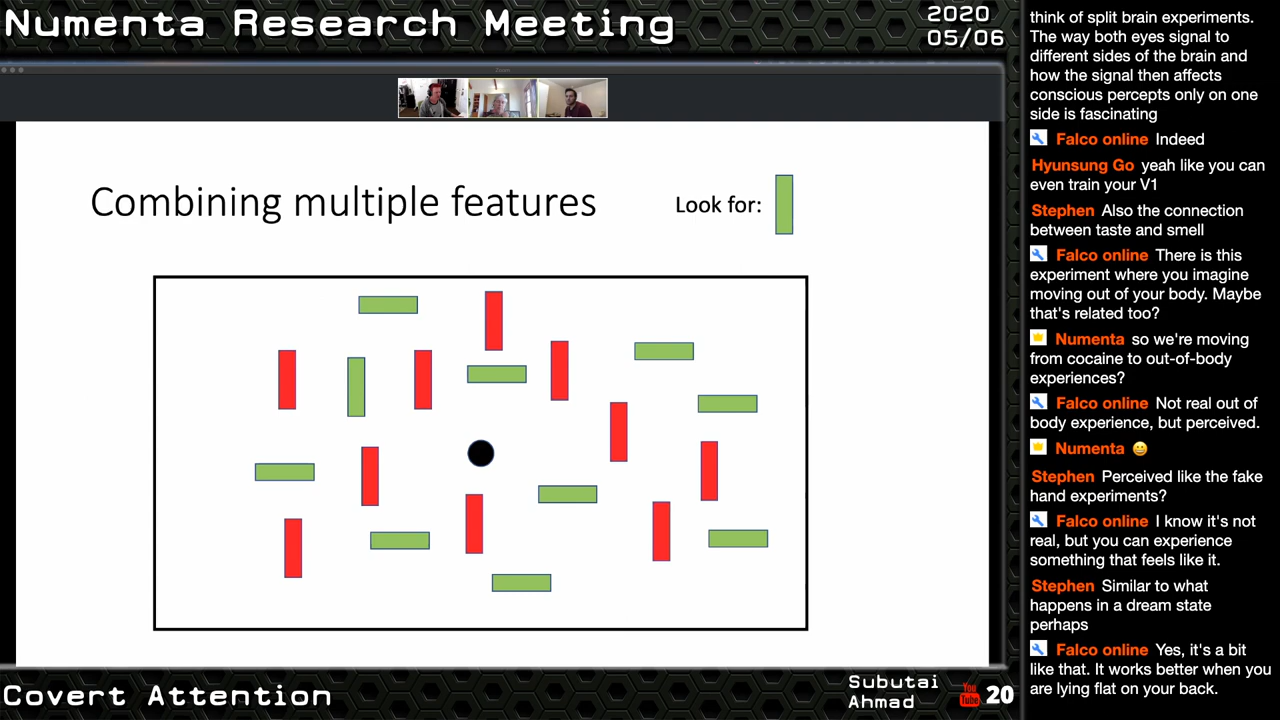 Numenta Research Meeting
2020
05/06
Zoom
Combining multiple features
Look for:
Covert Attention
Subutai
Ahmad
You
Tube
20
think of split brain experiments.
The way both eyes signal to
different sides of the brain and
how the signal then affects
conscious percepts only on one
side is fascinating
Falco online Indeed
Hyunsung Go yeah like you can
even train your V1
Stephen Also the connection
between taste and smell
Falco online There is this
experiment where you imagine
moving out of your body. Maybe
that's related too?
Numenta so we're moving
from cocaine to out-of-body
experiences?
Falco online Not real out of
body experience, but perceived.
Numenta 😄
Stephen Perceived like the fake
hand experiments?
Falco online I know it's not
real, but you can experience
something that feels like it.
Stephen Similar to what
happens in a dream state
perhaps
Falco online Yes, it's a bit
like that. It works better when you
are lying flat on your back.